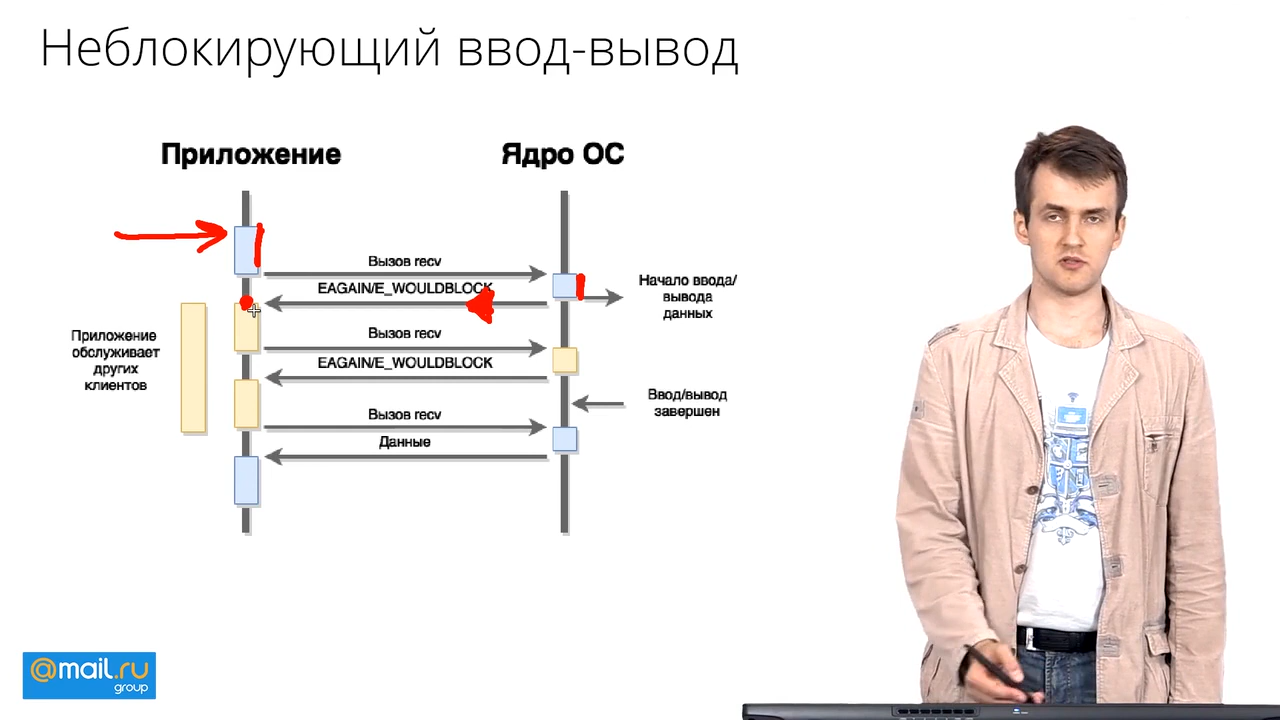 Неблокирующий ввод-вывод
Приложение
Ядро ОС
Вызов recv
EAGAIN/E_WOULDBLOCK
Начало ввода/
вывода
данных
Приложение
обслуживает
других
клиентов
Вызов recv
EAGAIN/E_WOULDBLOCK
Ввод/вывод
завершен
Вызов recv
Данные
@mail.ru
group